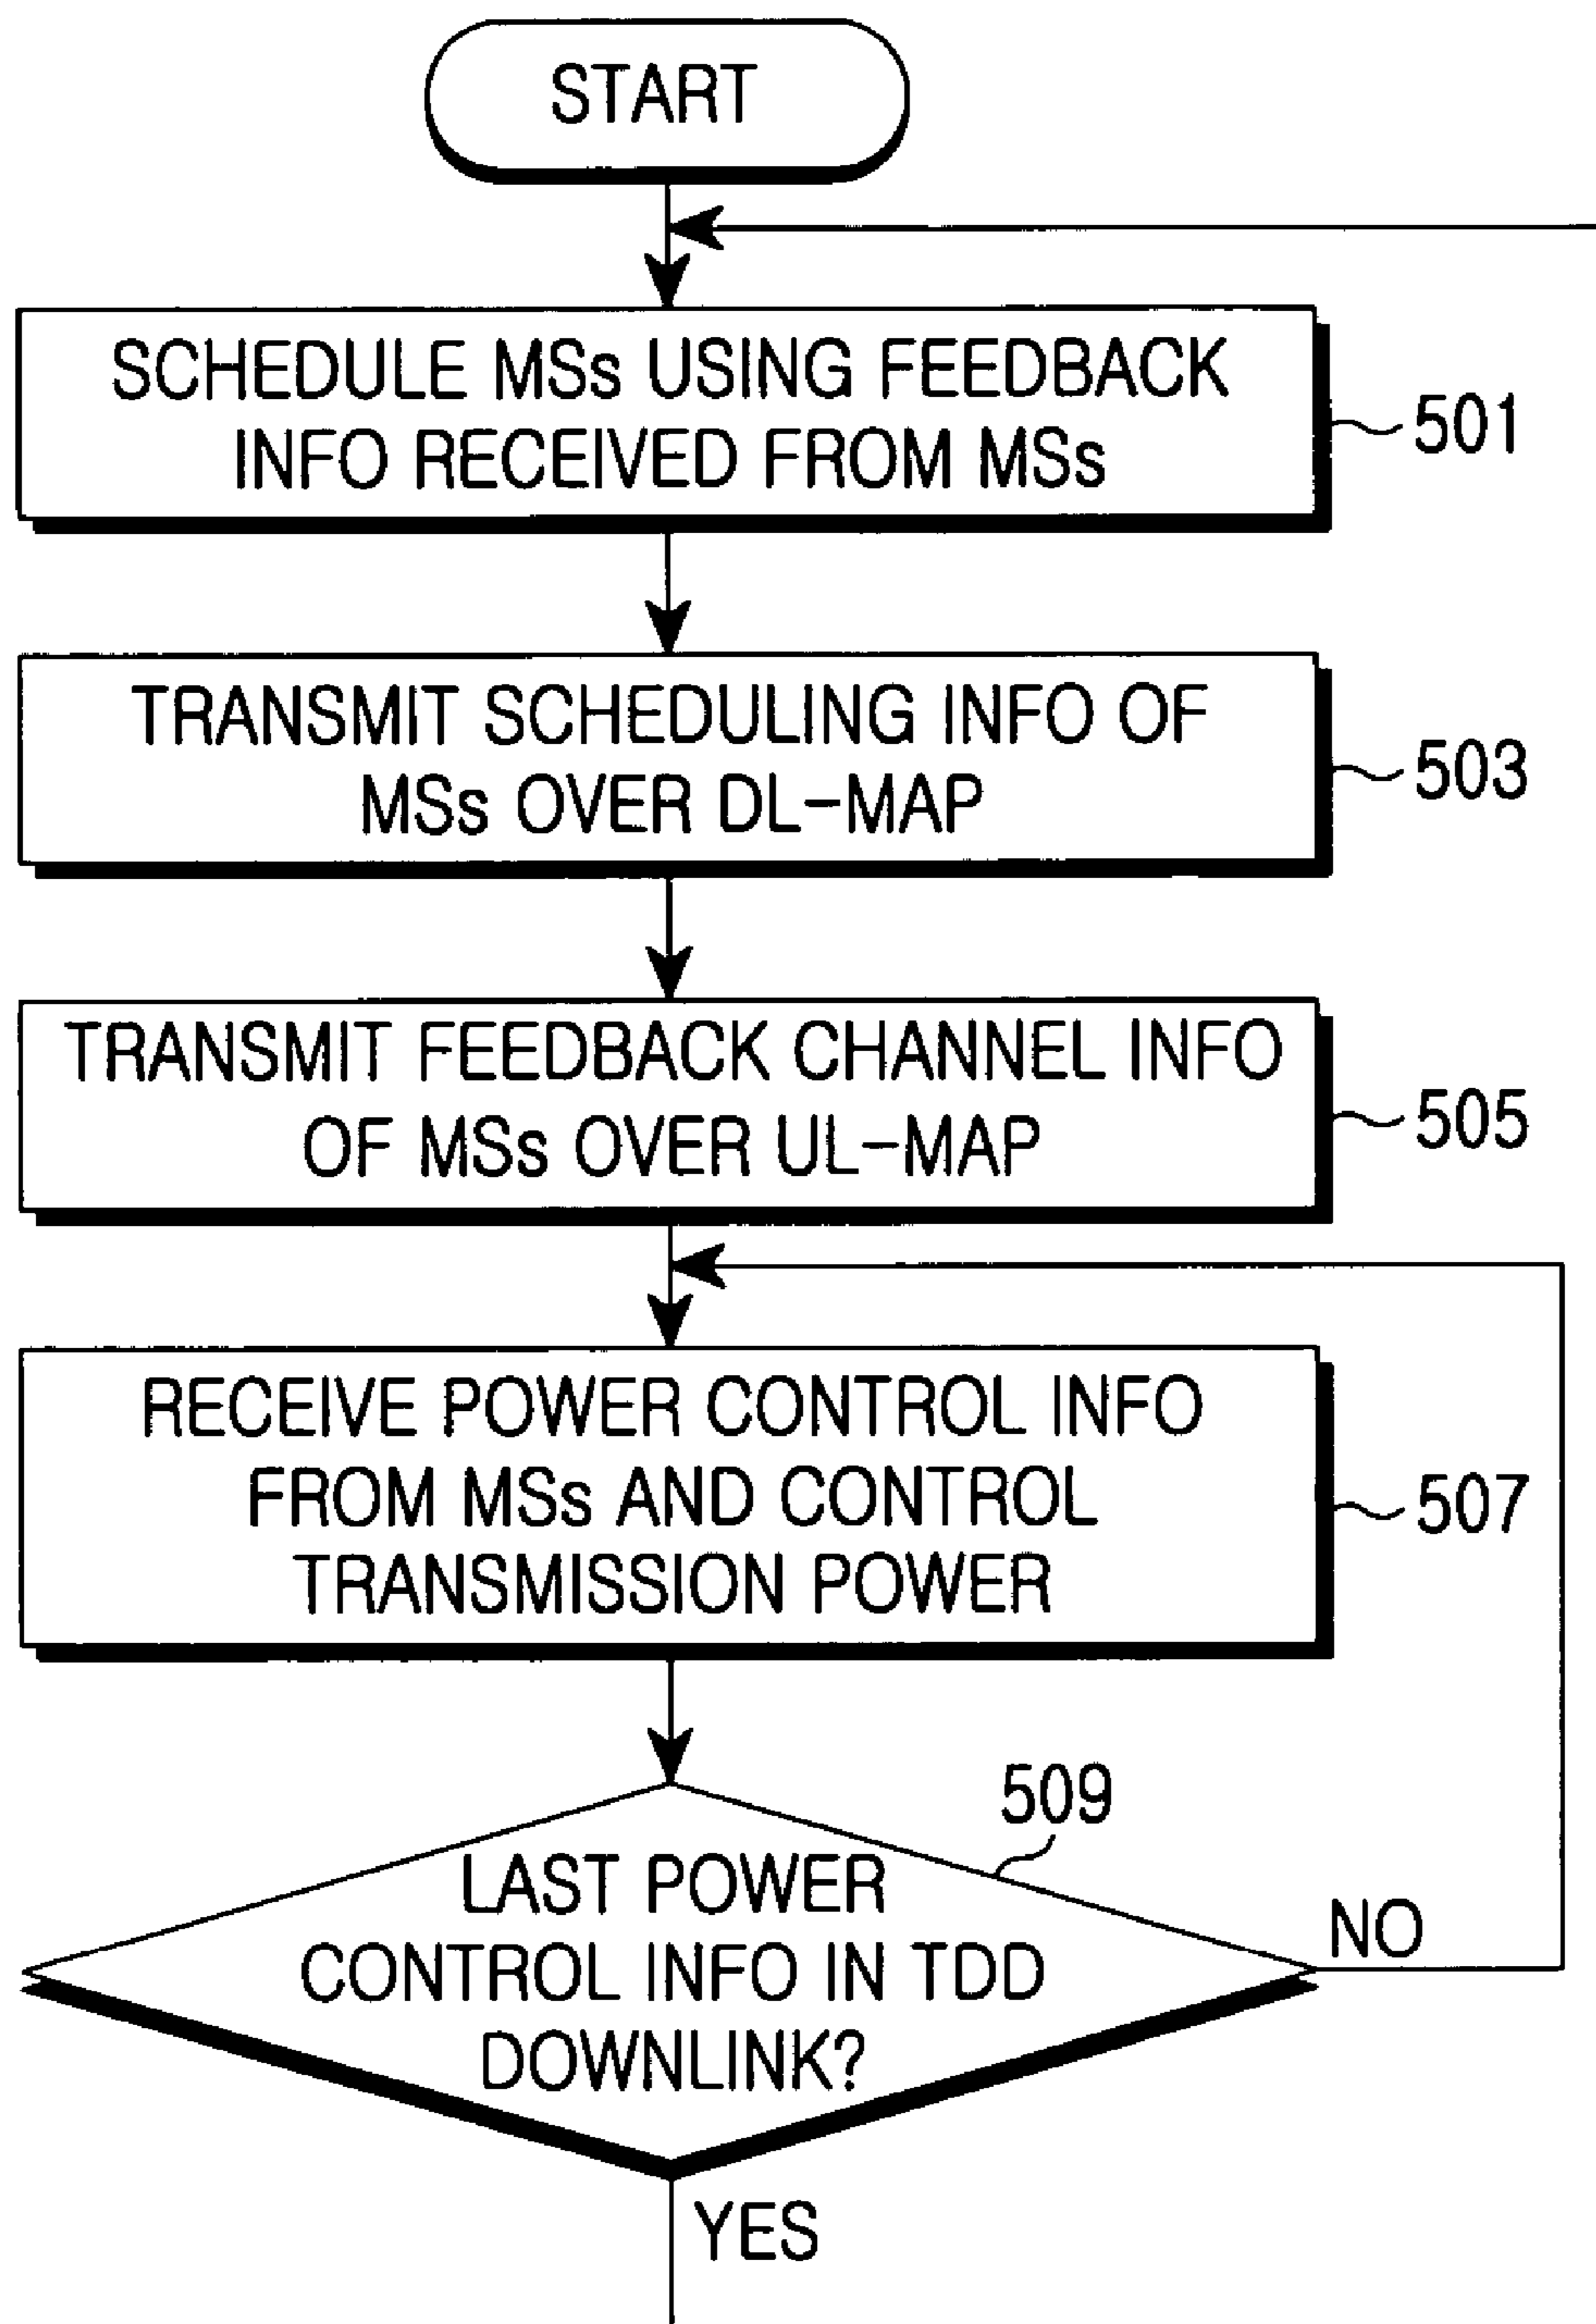 START
SCHEDULE MSs USING FEEDBACK
INFO RECEIVED FROM MSs
501
TRANSMIT SCHEDULING INFO OF
MSs OVER DL-MAP
503
TRANSMIT FEEDBACK CHANNEL INFO
OF MSs OVER UL-MAP
505
RECEIVE POWER CONTROL INFO
FROM MSs AND CONTROL
TRANSMISSION POWER
507
509
LAST POWER
CONTROL INFO IN TDD
DOWNLINK?
NO
YES